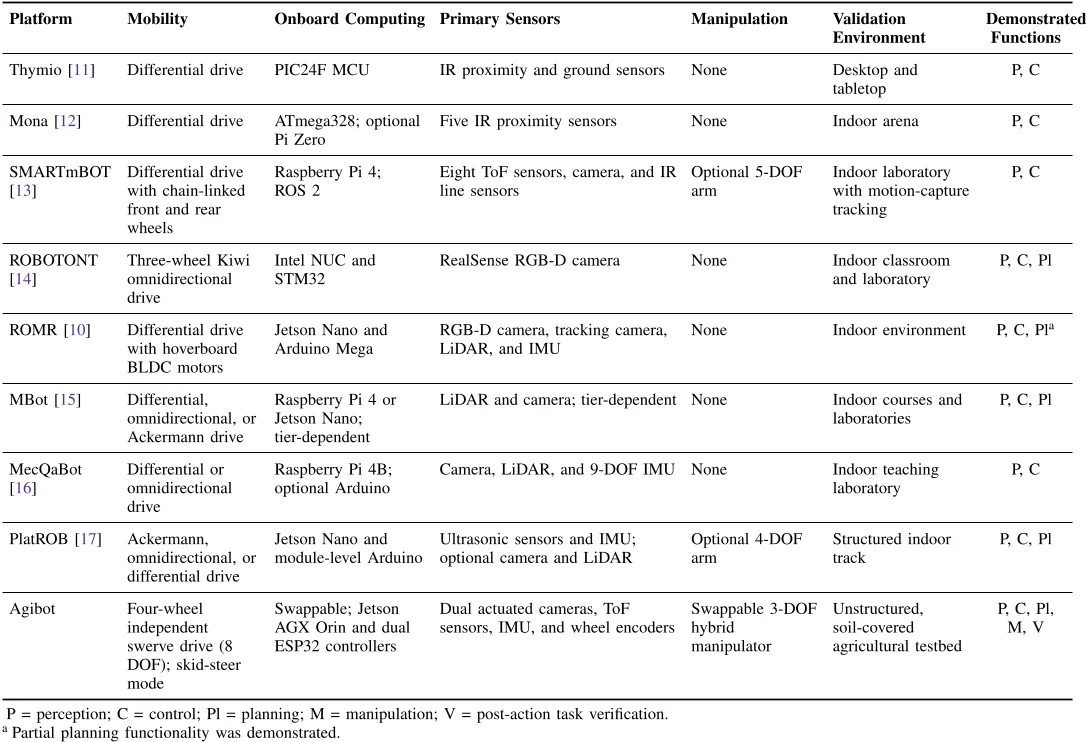 Platform Mobility Onboard Computing Primary Sensors Manipulation Validation Demonstrated
Environment Functions
Thymio [11] Differential drive PIC24F MCU IR proximity and ground sensors None Desktop and P, C
tabletop
Mona [12] Differential drive ATmega328; optional Five IR proximity sensors None Indoor arena P, C
Pi Zero
SMARTmBOT Differential drive Raspberry Pi 4; Eight ToF sensors, camera, and IR Optional 5-DOF Indoor laboratory P, C
[13] with chain-linked ROS 2 line sensors arm with motion-capture
front and rear tracking
wheels
ROBOTONT Three-wheel Kiwi Intel NUC and RealSense RGB-D camera None Indoor classroom P, C, Pl
[14] omnidirectional STM32 and laboratory
drive
ROMR [10] Differential drive Jetson Nano and RGB-D camera, tracking camera, None Indoor environment P, C, Plᵃ
with hoverboard Arduino Mega LiDAR, and IMU
BLDC motors
MBot [15] Differential, Raspberry Pi 4 or LiDAR and camera; tier-dependent None Indoor courses and P, C, Pl
omnidirectional, or Jetson Nano; laboratories
Ackermann drive tier-dependent
MecQaBot Differential or Raspberry Pi 4B; Camera, LiDAR, and 9-DOF IMU None Indoor teaching P, C
[16] omnidirectional optional Arduino laboratory
drive
PlatROB [17] Ackermann, Jetson Nano and Ultrasonic sensors and IMU; Optional 4-DOF Structured indoor P, C, Pl
omnidirectional, or module-level Arduino optional camera and LiDAR arm track
differential drive
Agibot Four-wheel Swappable; Jetson Dual actuated cameras, ToF Swappable 3-DOF Unstructured, P, C, Pl,
independent AGX Orin and dual sensors, IMU, and wheel encoders hybrid soil-covered M, V
swerve drive (8 ESP32 controllers manipulator agricultural testbed
DOF); skid-steer
mode
P = perception; C = control; Pl = planning; M = manipulation; V = post-action task verification.
ᵃ Partial planning functionality was demonstrated.